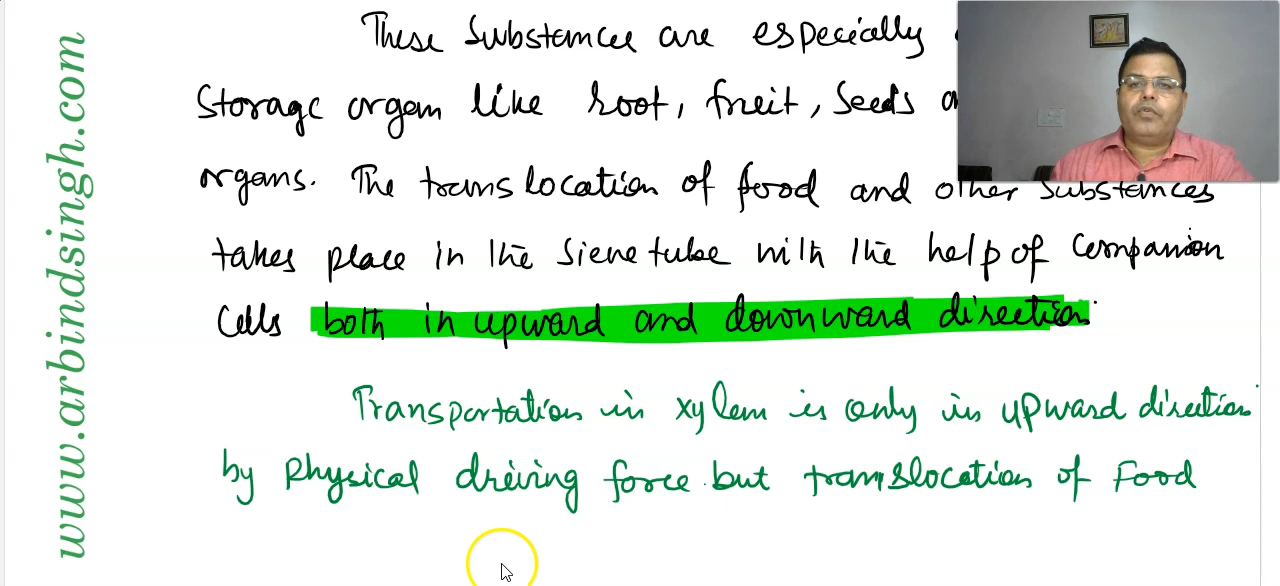 www.arbindsingh.com
These Substances are especially
Storage organ like root, fruit, Seeds
organs. The translocation of food and other Substances
takes place in the Sieve tube with the help of Companion
Cells both in upward and downward direction
Transportation in xylem is only in upward direction
by Physical driving force but translocation of Food